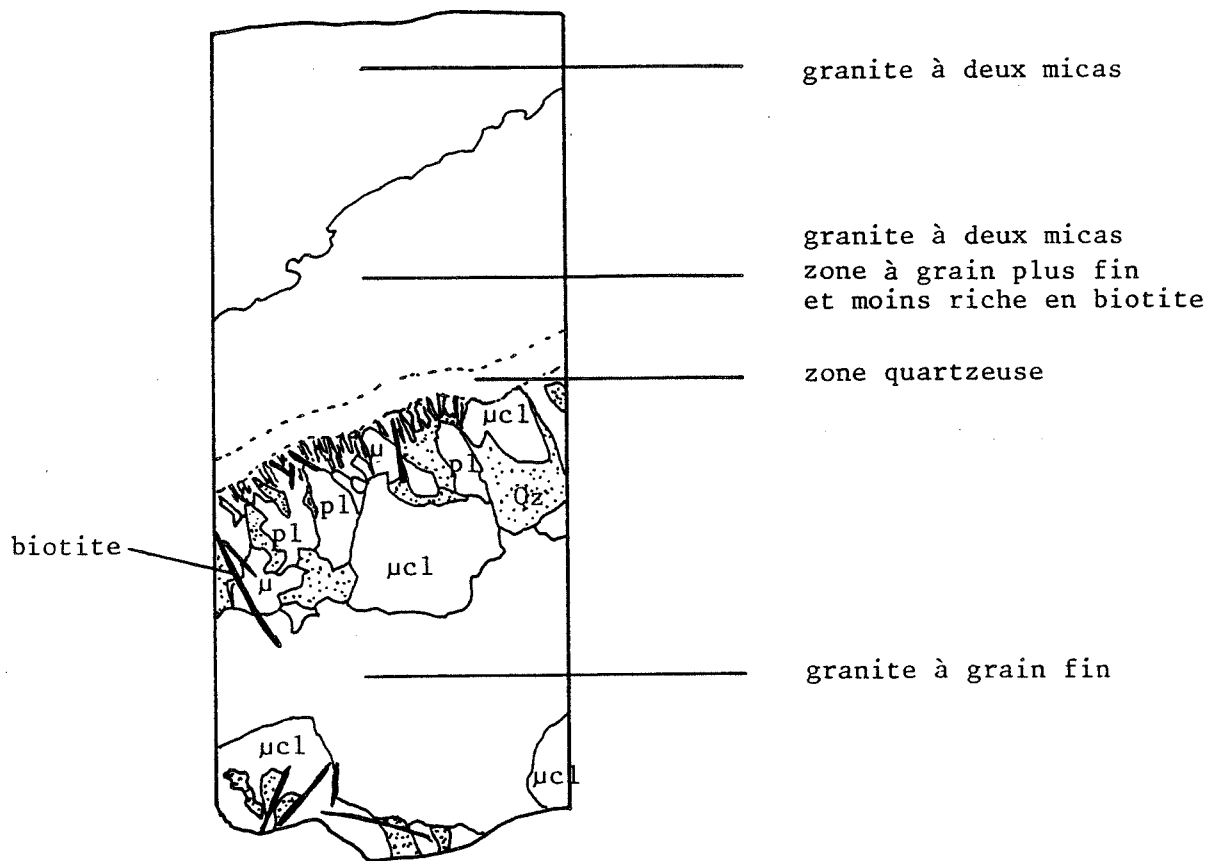 granite à deux micas
granite à deux micas
zone à grain plus fin
et moins riche en biotite
zone quartzeuse
µcl
µ
pl
Qz
pl
pl
biotite
µcl
µ
granite à grain fin
µcl
µcl